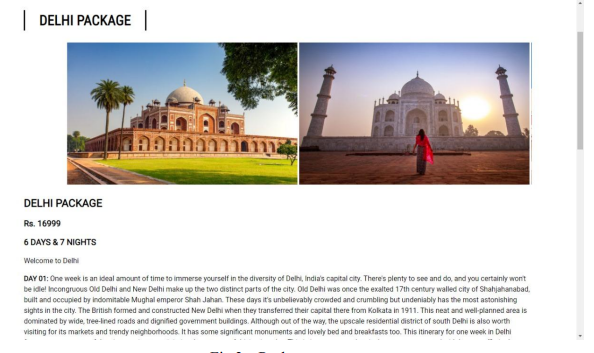 DELHI PACKAGE
DELHI PACKAGE
Rs. 16999
6 DAYS & 7 NIGHTS
Welcome to Delhi
DAY 01: One week is an ideal amount of time to immerse yourself in the diversity of Delhi, India's capital city. There's plenty to see and do, and you certainly won't
be idle! Incongruous Old Delhi and New Delhi make up the two distinct parts of the city. Old Delhi was once the exalted 17th century walled city of Shahjahanabad,
built and occupied by indomitable Mughal emperor Shah Jahan. These days it's unbelievably crowded and crumbling but undeniably has the most astonishing
sights in the city. The British formed and constructed New Delhi when they transferred their capital there from Kolkata in 1911. This neat and well-planned area is
dominated by wide, tree-lined roads and dignified government buildings. Although out of the way, the upscale residential district of south Delhi is also worth
visiting for its markets and trendy neighborhoods. It has some significant monuments and lovely bed and breakfasts too. This itinerary for one week in Delhi